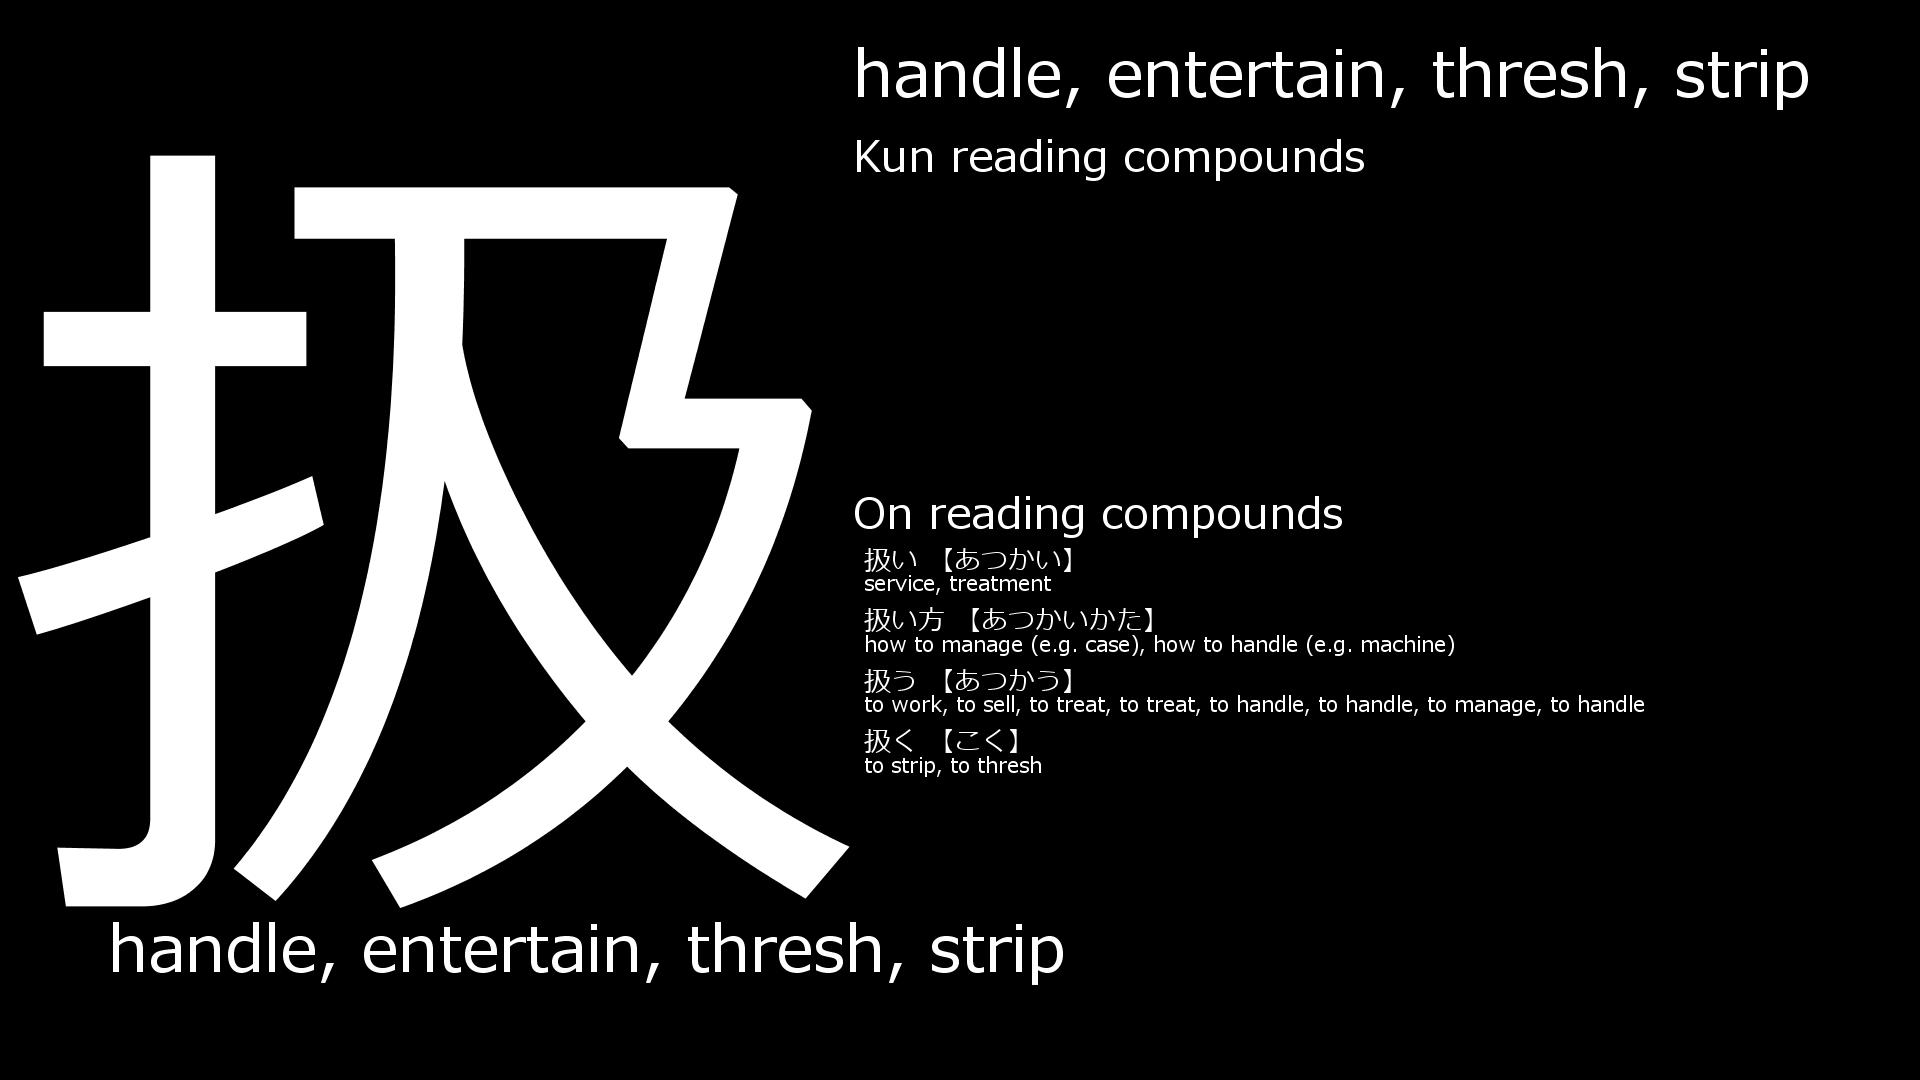 扱
handle, entertain, thresh, strip
Kun reading compounds
On reading compounds
扱い 【あつかい】
service, treatment
扱い方 【あつかいかた】
how to manage (e.g. case), how to handle (e.g. machine)
扱う 【あつかう】
to work, to sell, to treat, to treat, to handle, to handle, to manage, to handle
扱く 【こく】
to strip, to thresh
handle, entertain, thresh, strip